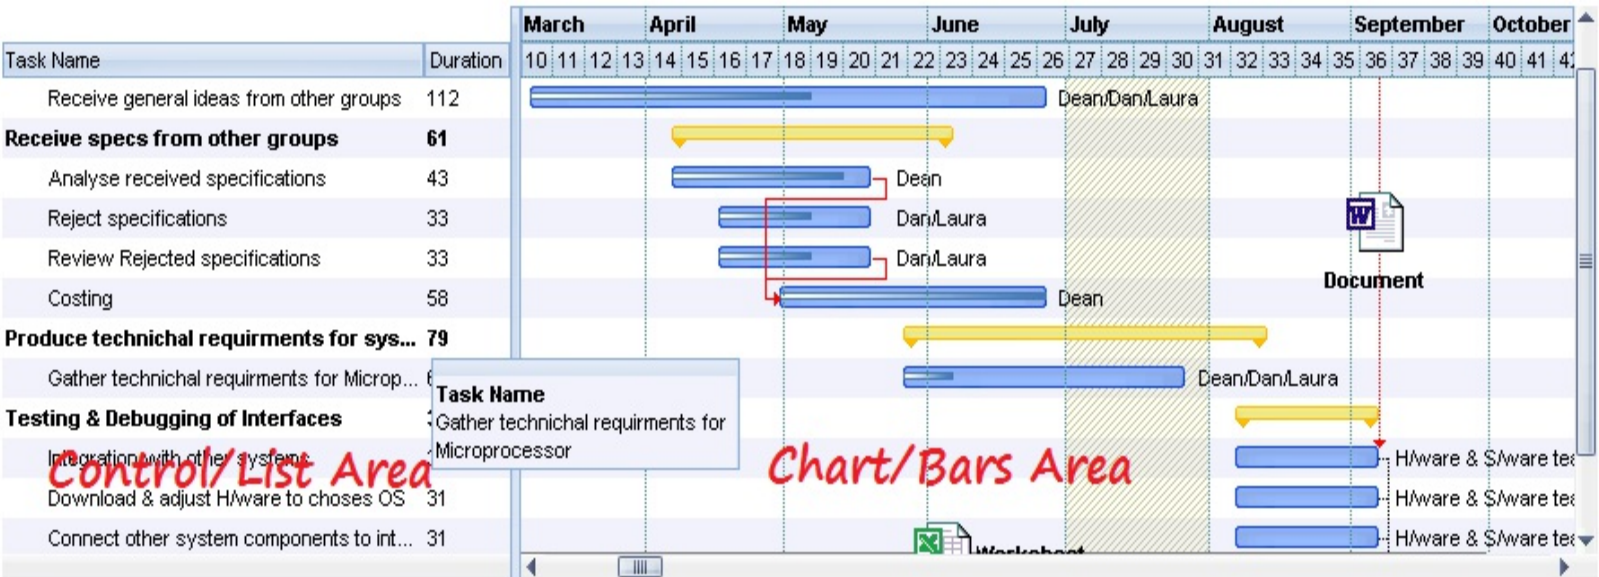 March April May June July August September October
Task Name Duration 10 11 12 13 14 15 16 17 18 19 20 21 22 23 24 25 26 27 28 29 30 31 32 33 34 35 36 37 38 39 40 41
Receive general ideas from other groups 112 Dean/Dan/Laura
Receive specs from other groups 61
Analyse received specifications 43 Dean
Reject specifications 33 Dan/Laura
Review Rejected specifications 33 Dan/Laura
Document
Costing 58 Dean
Produce technichal requirments for sys... 79
Gather technichal requirments for Microp... Dean/Dan/Laura
Task Name
Gather technichal requirments for
Microprocessor
Testing & Debugging of Interfaces
Integration with other systems H/ware & S/ware
Control/List Area
Chart/Bars Area
Download & adjust H/ware to choses OS 31 H/ware & S/ware
Connect other system components to int... 31 H/ware & S/ware
Worksheet